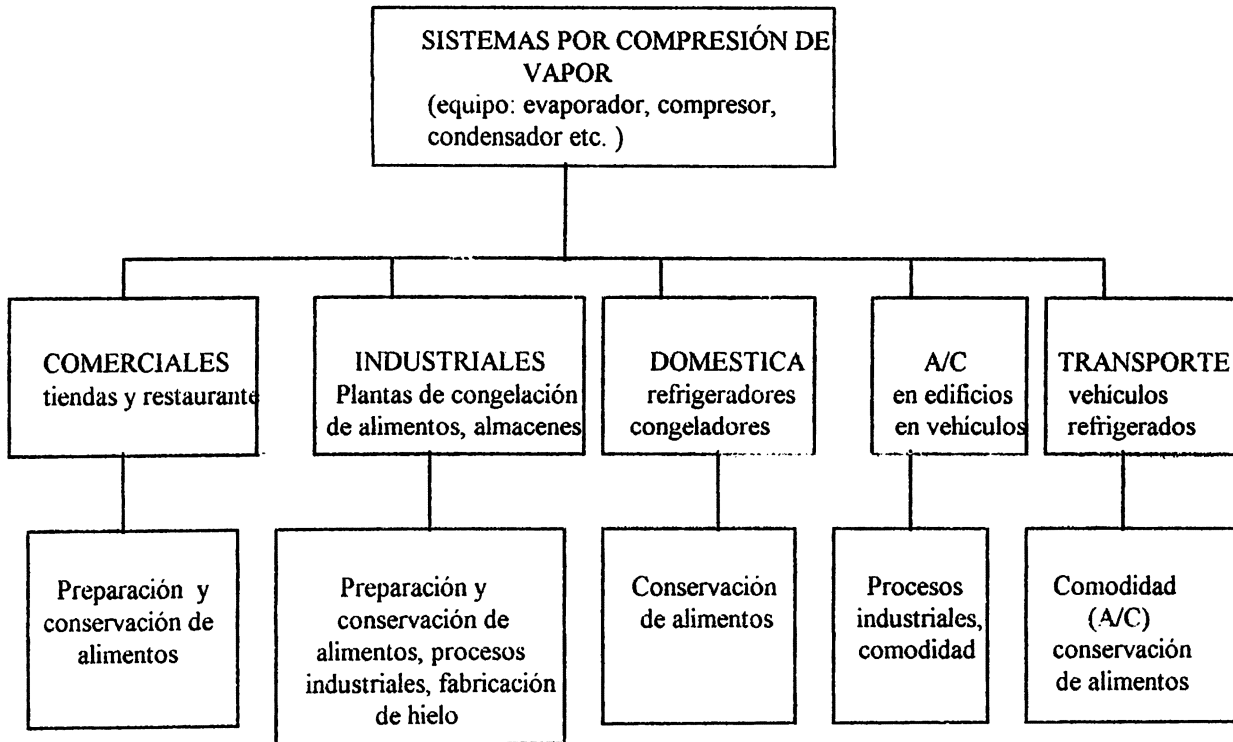 SISTEMAS POR COMPRESIÓN DE
VAPOR
(equipo: evaporador, compresor,
condensador etc. )
COMERCIALES
tiendas y restaurante
INDUSTRIALES
Plantas de congelación
de alimentos, almacenes
DOMESTICA
refrigeradores
congeladores
A/C
en edificios
en vehículos
TRANSPORTE
vehículos
refrigerados
Preparación y
conservación de
alimentos
Preparación y
conservación de
alimentos, procesos
industriales, fabricación
de hielo
Conservación
de alimentos
Procesos
industriales,
comodidad
Comodidad
(A/C)
conservación
de alimentos